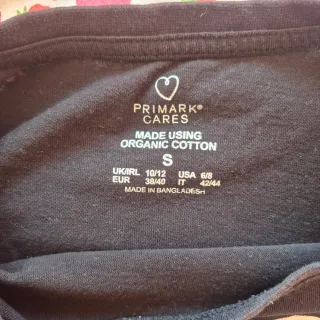 PRIMARK®
CARES
MADE USING
ORGANIC COTTON
S
UK/IRL 10/12 USA 6/8
EUR 38/40 IT 42/44
MADE IN BANGLADESH